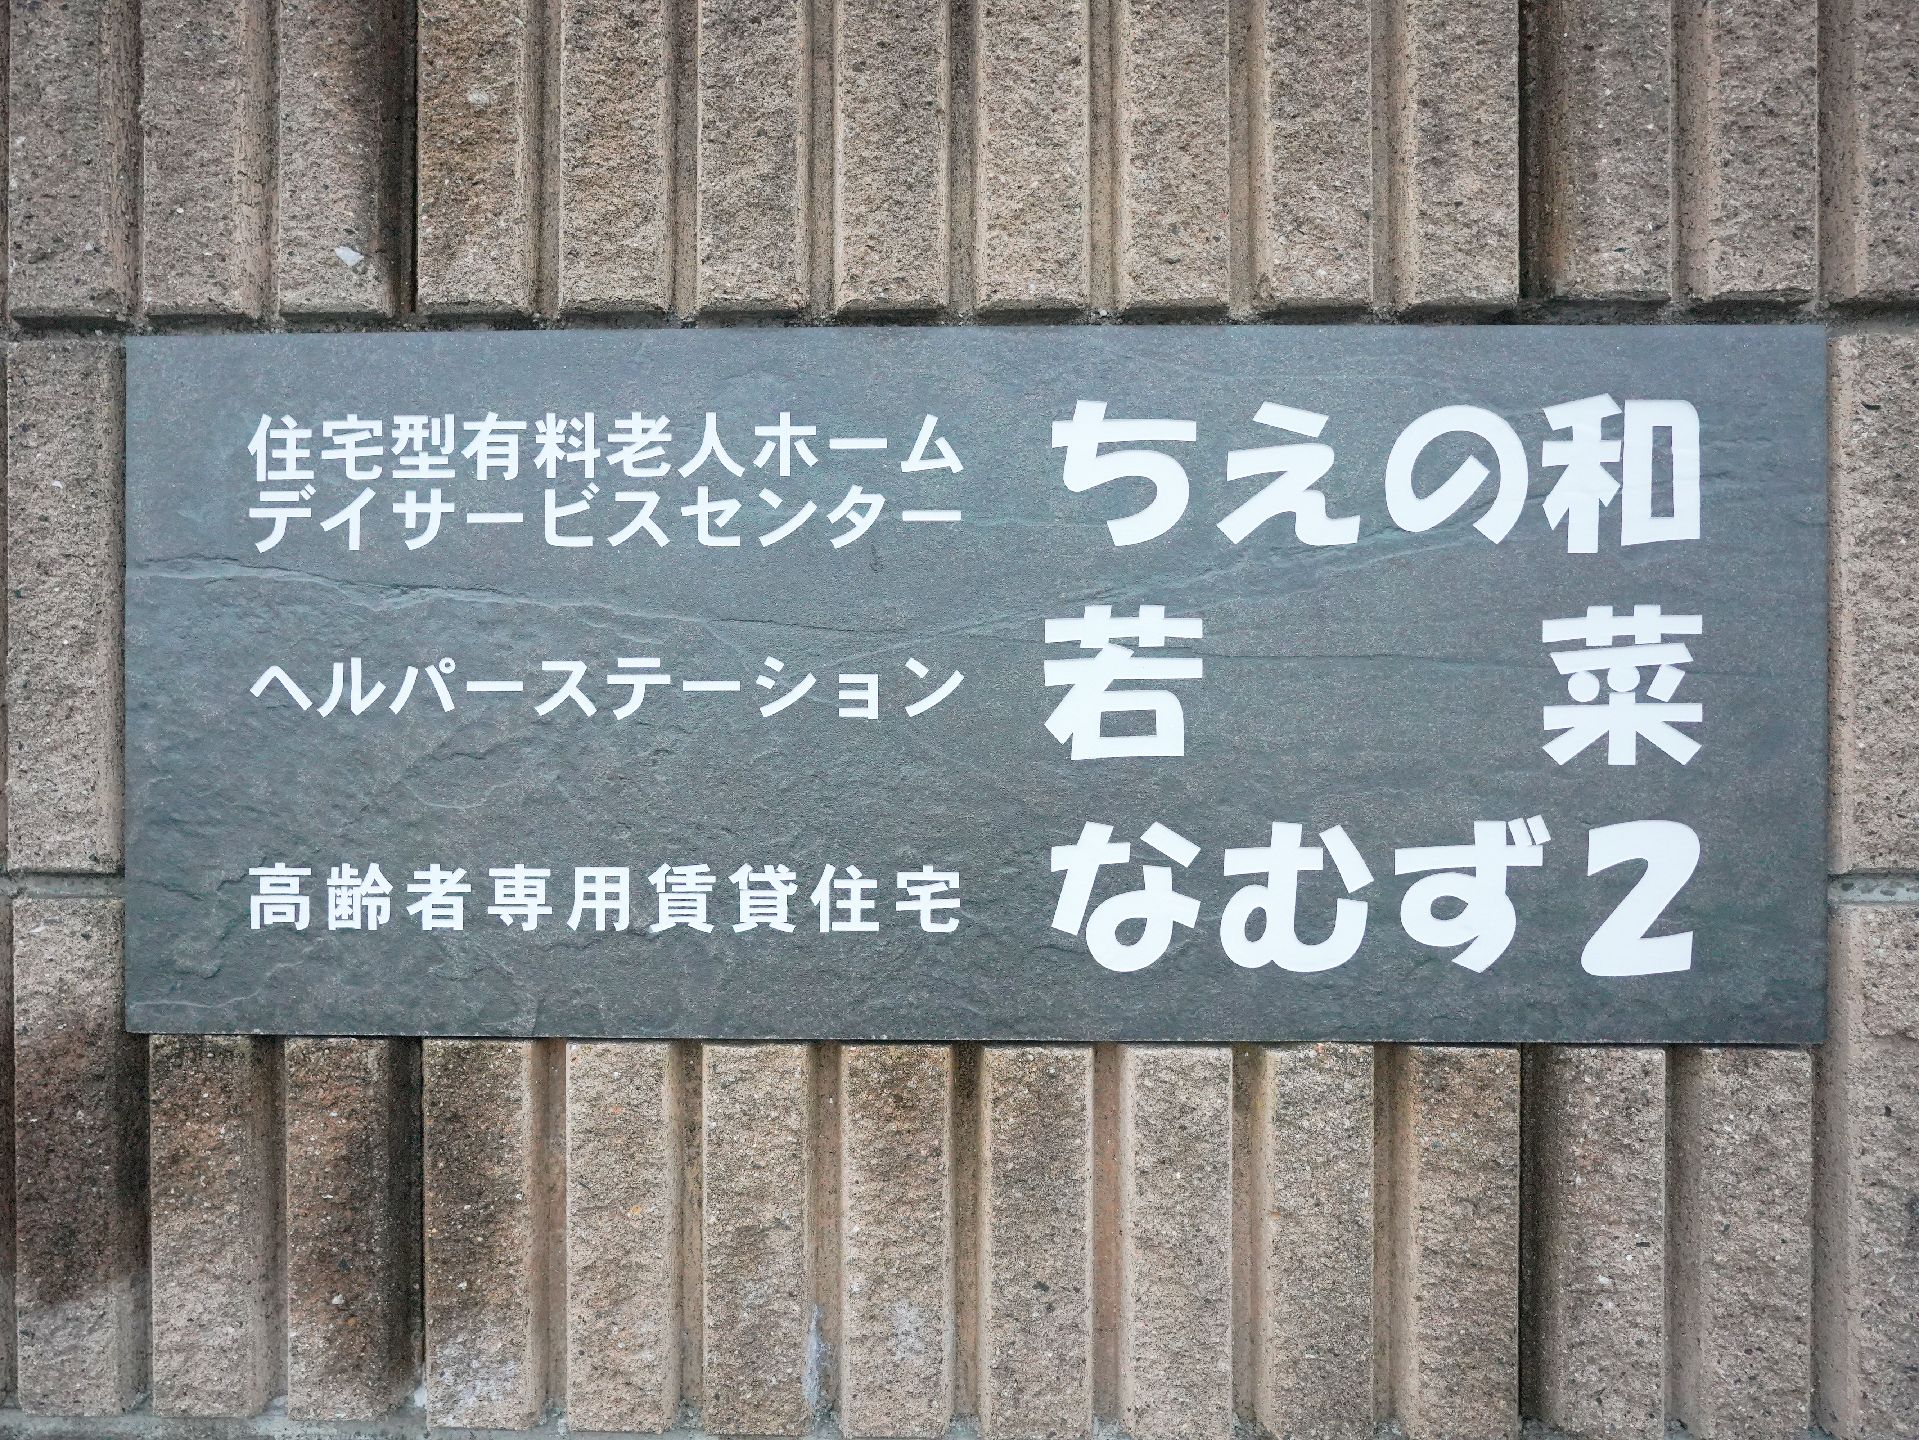 住宅型有料老人ホーム
デイサービスセンター
ちえの和
ヘルパーステーション 若菜
高齢者専用賃貸住宅 なむず2